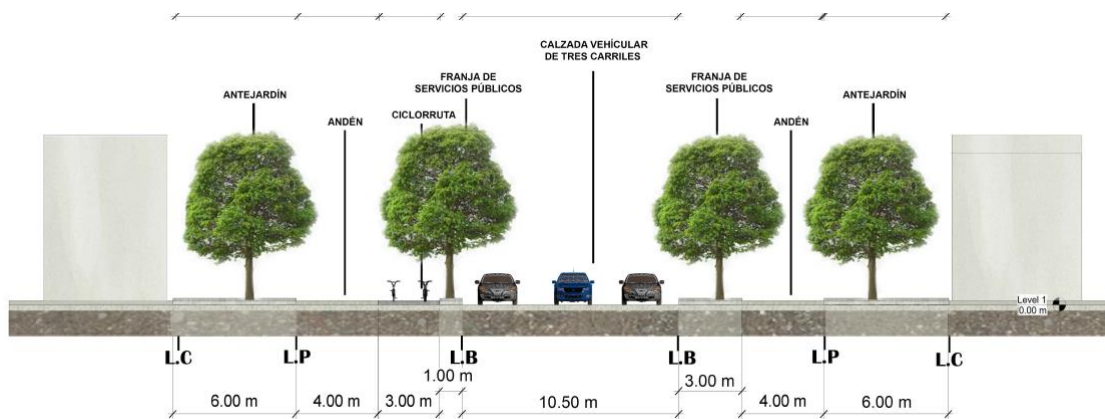 CALZADA VEHÍCULAR
DE TRES CARRILES
FRANJA DE
SERVICIOS PÚBLICOS
FRANJA DE
SERVICIOS PÚBLICOS
ANTEJARDÍN
ANTEJARDÍN
CICLORRUTA
ANDÉN
ANDÉN
Level 1
0.00 m
L.C
L.P
L.B
L.B
L.P
L.C
1.00 m
3.00 m
6.00 m
4.00 m
3.00 m
10.50 m
4.00 m
6.00 m